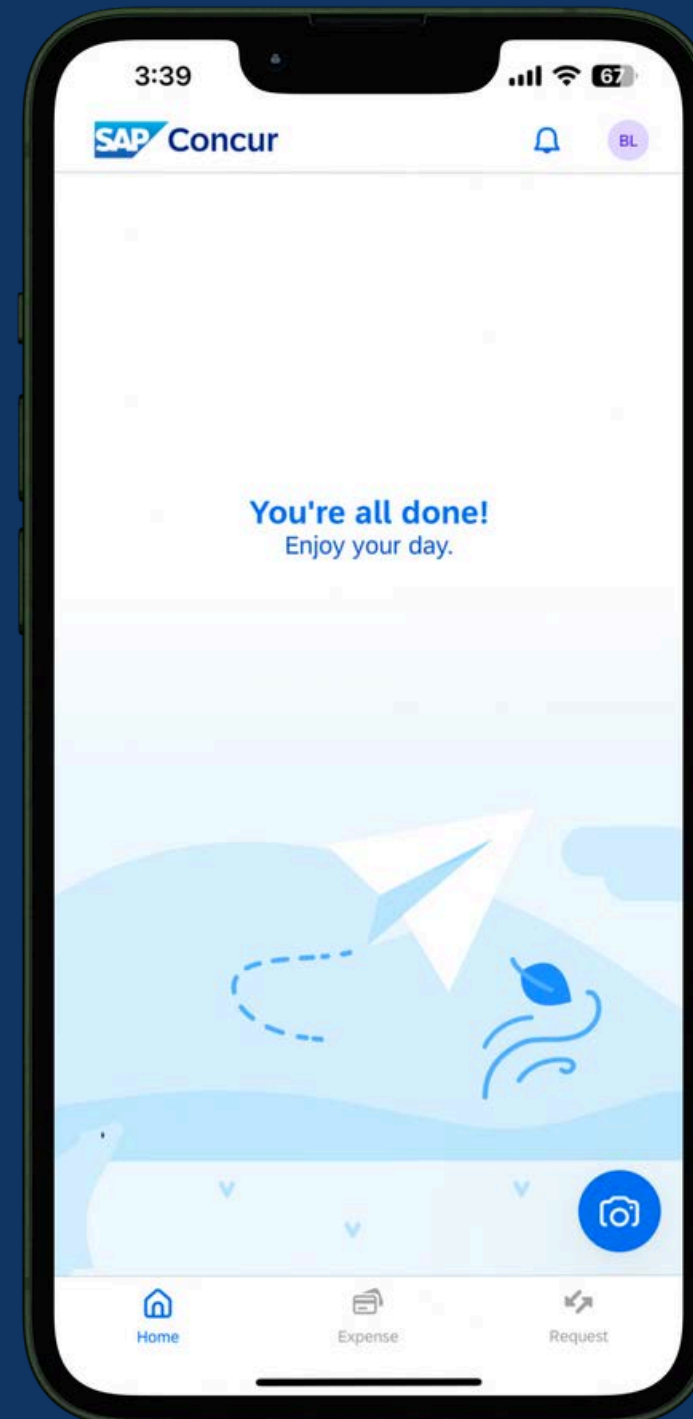 3:39
67
SAP Concur
BL
You're all done!
Enjoy your day.
Home
Expense
Request